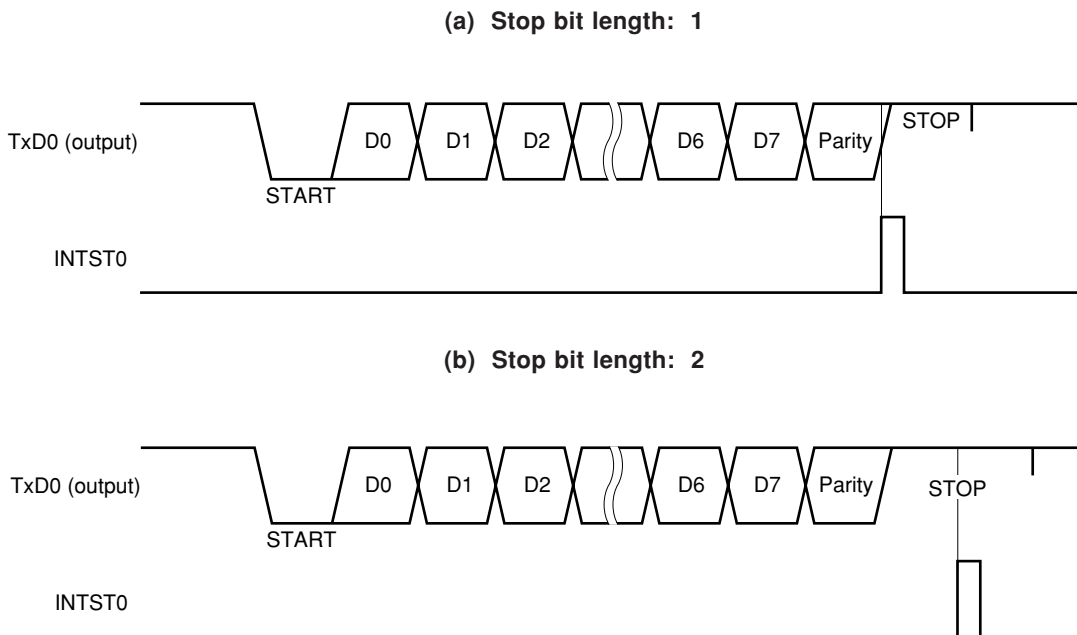 (a) Stop bit length: 1
TxD0 (output)
D0 D1 D2 D6 D7 Parity STOP
START
INTST0
(b) Stop bit length: 2
TxD0 (output)
D0 D1 D2 D6 D7 Parity STOP
START
INTST0